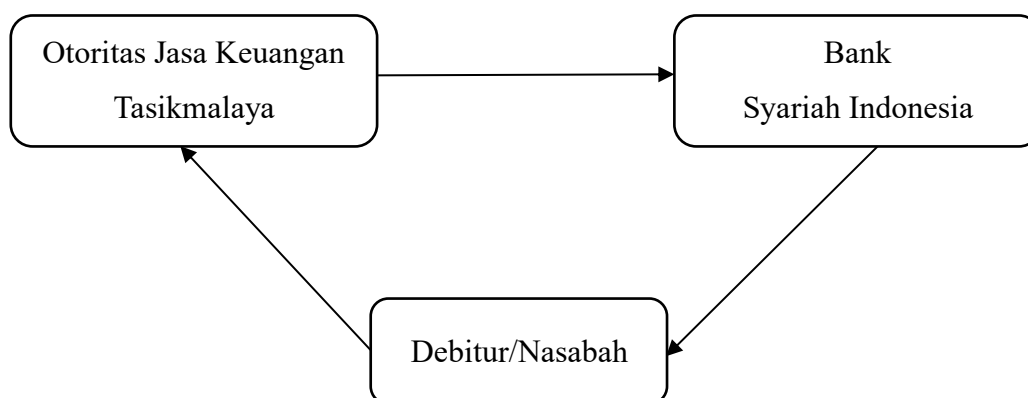 Otoritas Jasa Keuangan
Tasikmalaya
Bank
Syariah Indonesia
Debitur/Nasabah